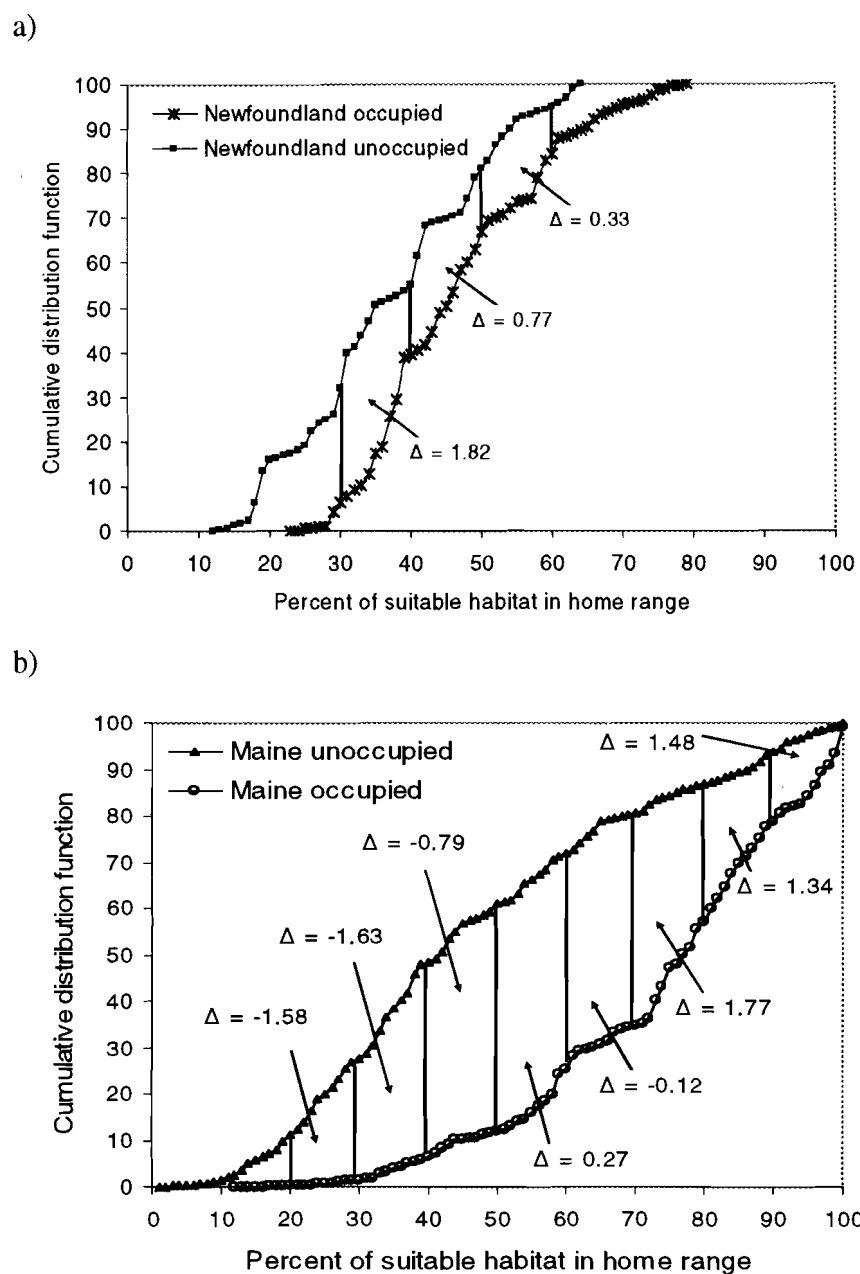 a)
Newfoundland occupied
Newfoundland unoccupied
Cumulative distribution function
100
90
80
70
60
50
40
30
20
10
0
Δ = 0.33
Δ = 0.77
Δ = 1.82
0 10 20 30 40 50 60 70 80 90 100
Percent of suitable habitat in home range
b)
Maine unoccupied
Maine occupied
Cumulative distribution function
100
90
80
70
60
50
40
30
20
10
0
Δ = 1.48
Δ = -0.79
Δ = 1.34
Δ = -1.63
Δ = 1.77
Δ = -1.58
Δ = -0.12
Δ = 0.27
0 10 20 30 40 50 60 70 80 90 100
Percent of suitable habitat in home range